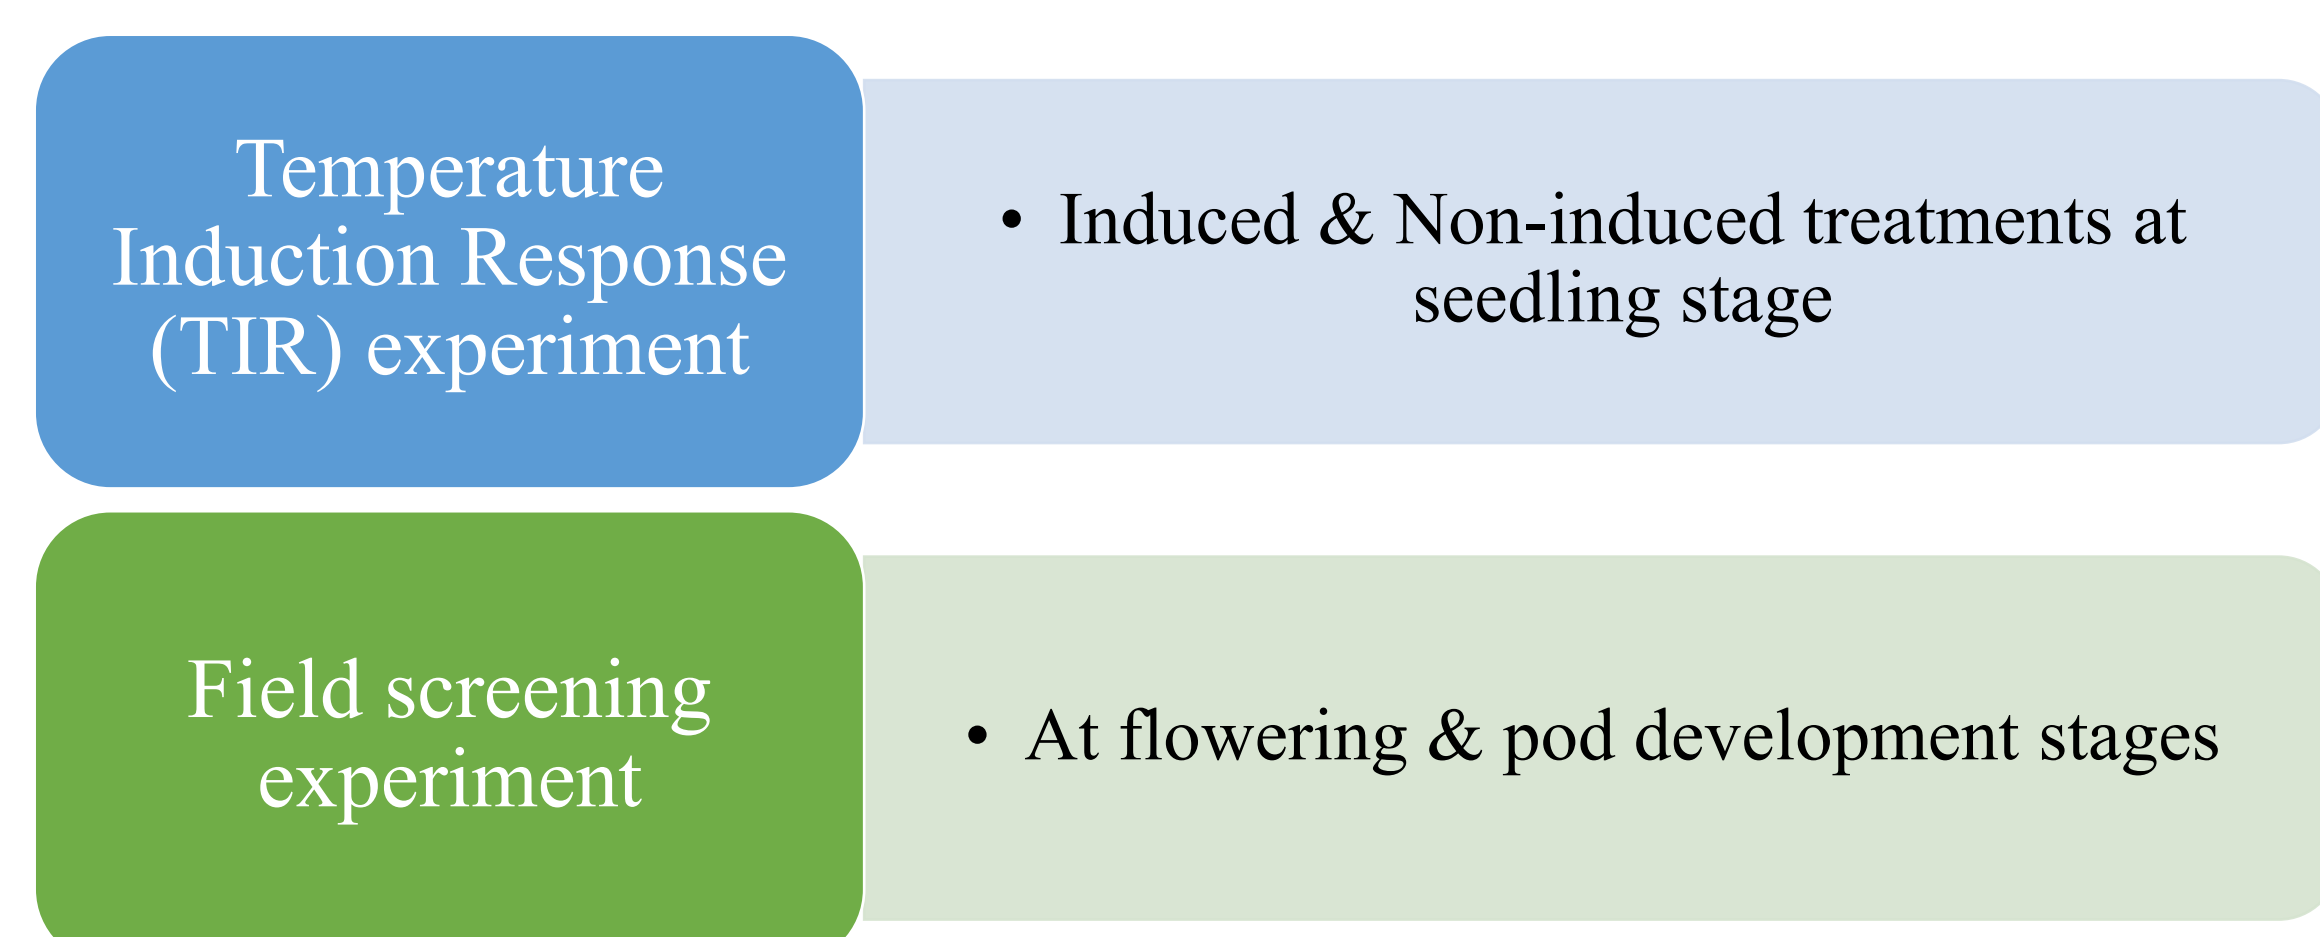 Temperature
Induction Response
(TIR) experiment
• Induced & Non-induced treatments at
seedling stage
Field screening
experiment
• At flowering & pod development stages